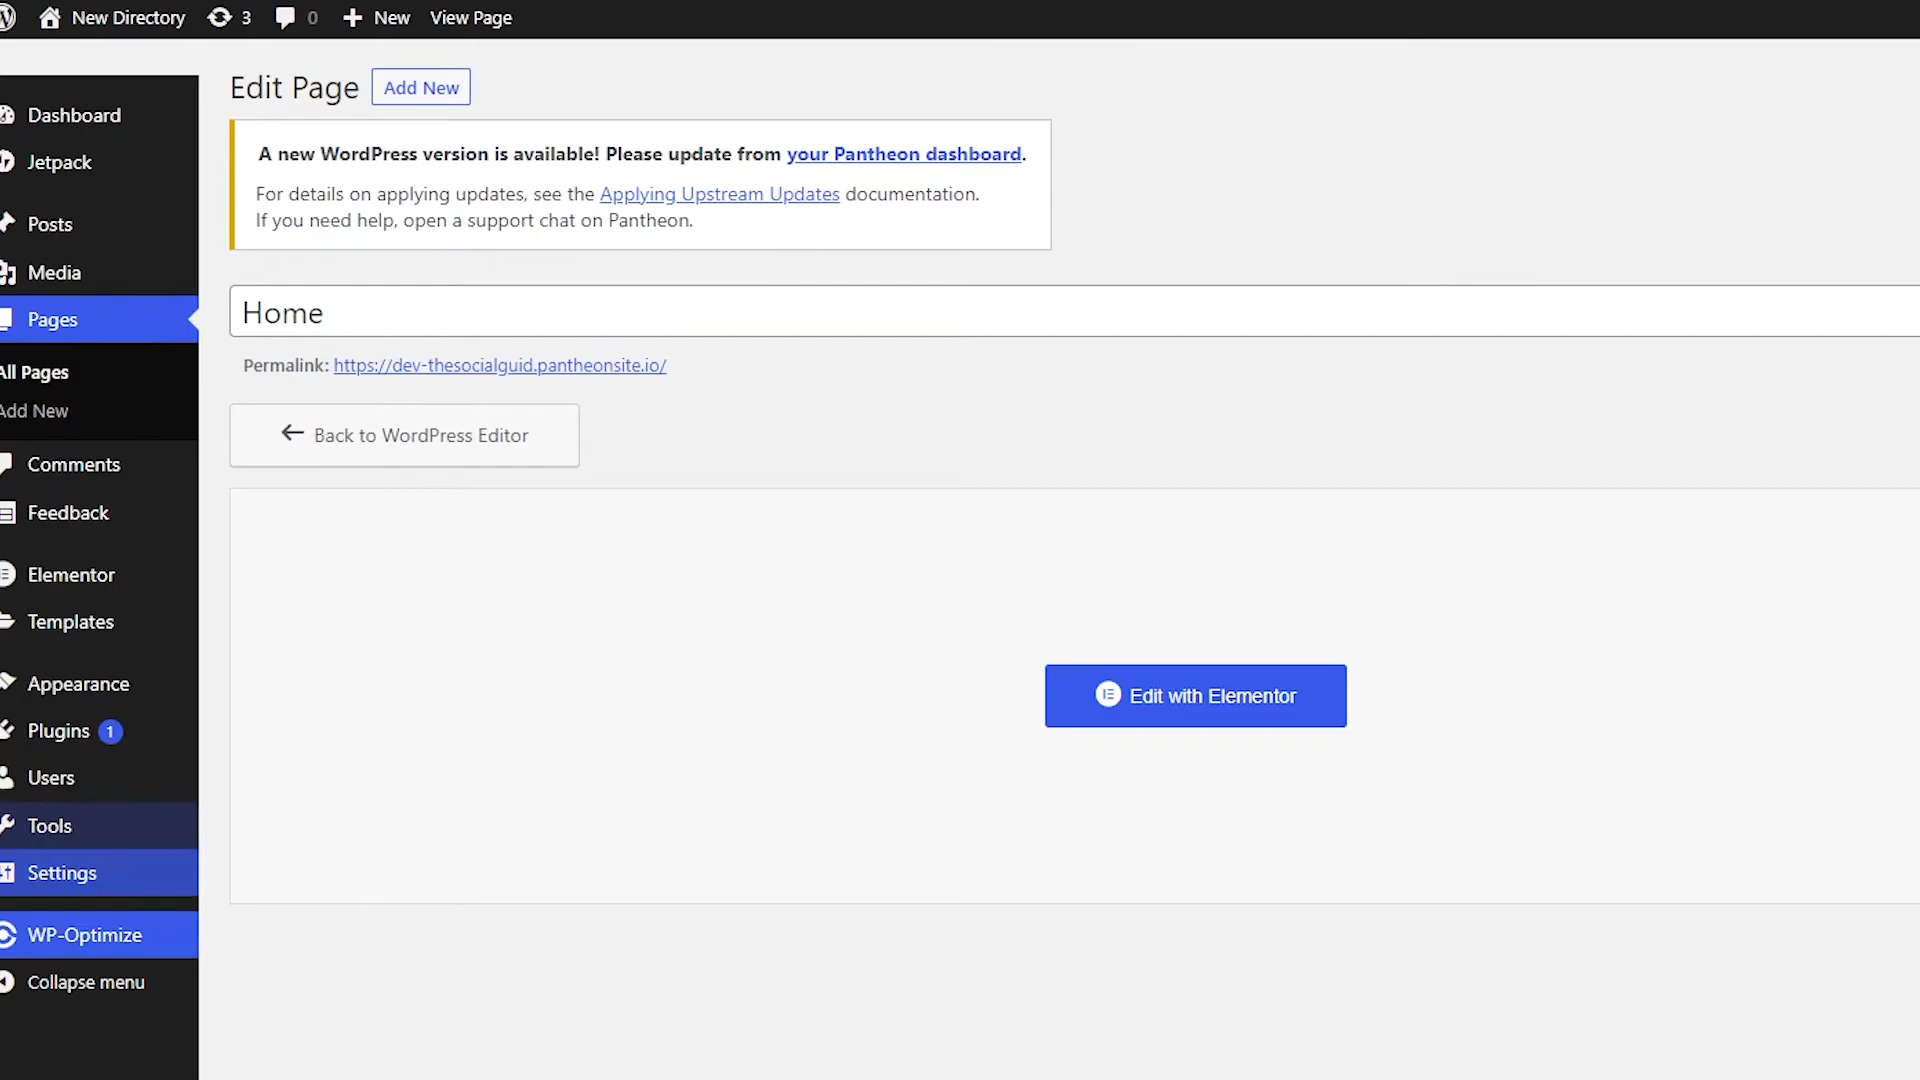 New Directory 3 0 New View Page
Dashboard
Jetpack
Posts
Media
Pages
All Pages
Add New
Comments
Feedback
Elementor
Templates
Appearance
Plugins 1
Users
Tools
Settings
WP-Optimize
Collapse menu
Edit Page Add New
A new WordPress version is available! Please update from your Pantheon dashboard.
For details on applying updates, see the Applying Upstream Updates documentation.
If you need help, open a support chat on Pantheon.
Home
Permalink: https://dev-thesocialguid.pantheonsite.io/
Back to WordPress Editor
Edit with Elementor